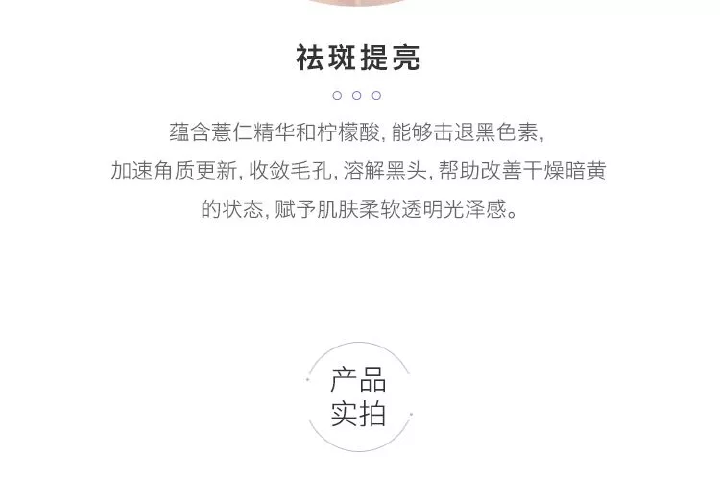 祛斑提亮
蕴含薏仁精华和柠檬酸,能够击退黑色素,
加速角质更新,收敛毛孔,溶解黑头,帮助改善干燥暗黄
的状态,赋予肌肤柔软透明光泽感。
产品
实拍